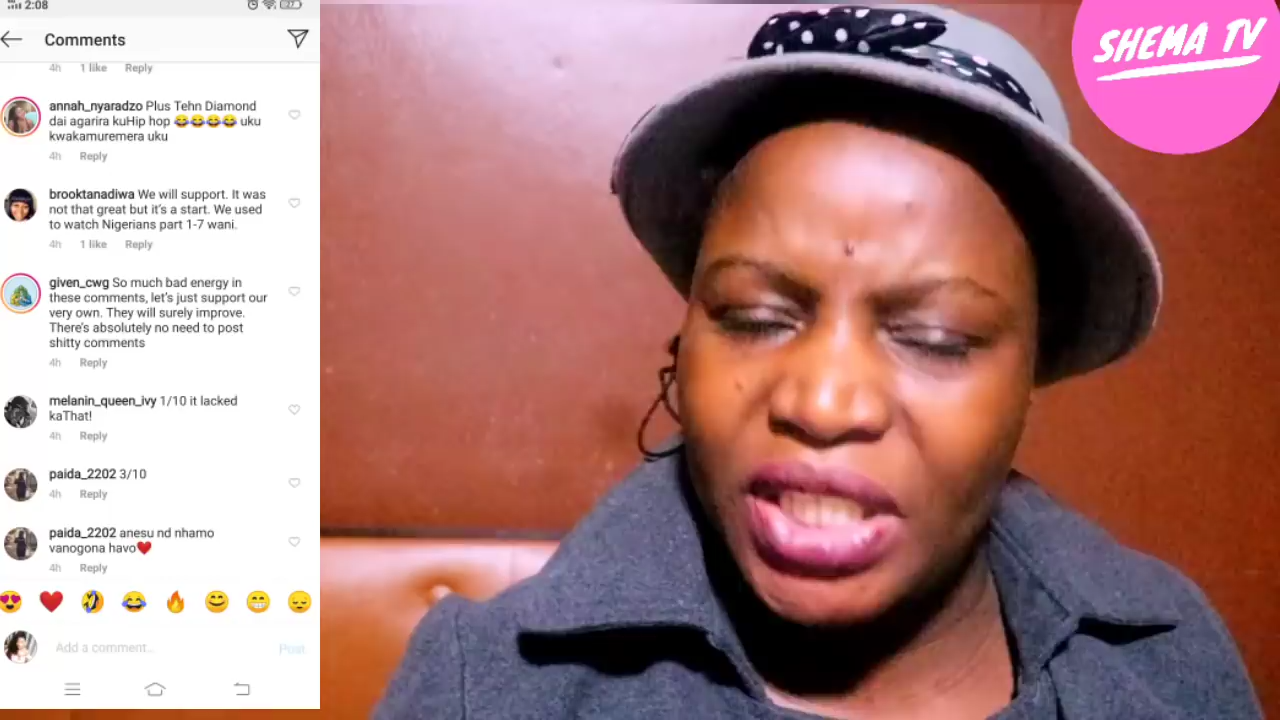 2:08
27
Comments
4h 1 like Reply
annah_nyaradzo Plus Tehn Diamond
dai agarira kuHip hop 😂😂😂😂 uku
kwakamuremera uku
4h Reply
brooktanadiwa We will support. It was
not that great but it's a start. We used
to watch Nigerians part 1-7 wani.
4h 1 like Reply
given_cwg So much bad energy in
these comments, let's just support our
very own. They will surely improve.
There's absolutely no need to post
shitty comments
4h Reply
melanin_queen_ivy 1/10 it lacked
kaThat!
4h Reply
paida_2202 3/10
4h Reply
paida_2202 anesu nd nhamo
vanogona havo❤️
4h Reply
😍 ❤️ 🤣 😂 🔥 😊 😁 😔
Add a comment...
Post
SHEMA TV